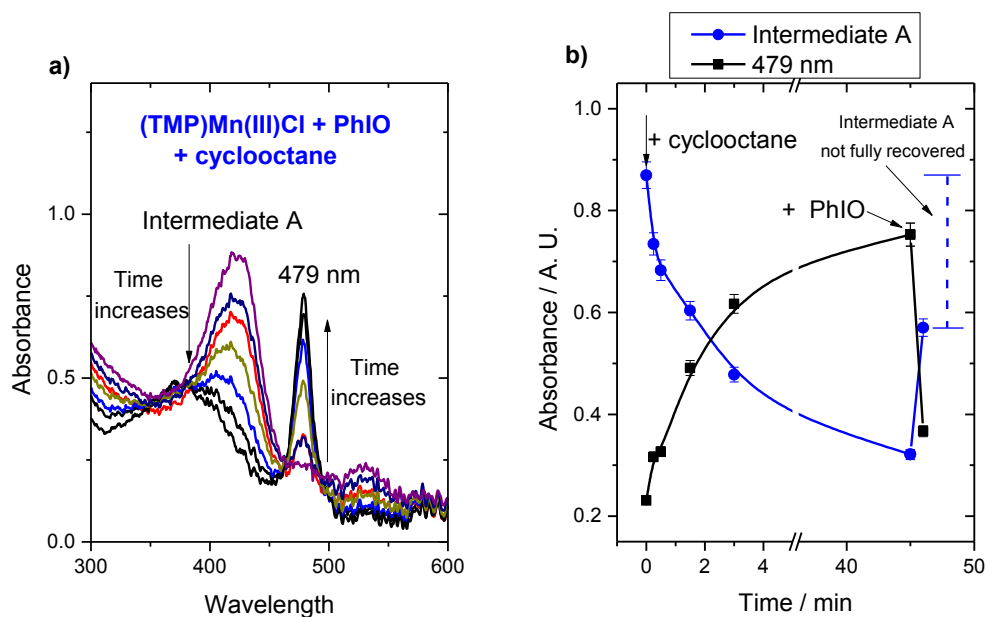 a)
(TMP)Mn(III)Cl + PhIO
+ cyclooctane
Intermediate A
Time
increases
479 nm
Time
increases
Absorbance
1.0
0.5
0.0
300
400
500
600
Wavelength
b)
Intermediate A
479 nm
+ cyclooctane
Intermediate A
not fully recovered
+ PhIO
Absorbance / A. U.
1.0
0.8
0.6
0.4
0.2
0
2
4
40
50
Time / min